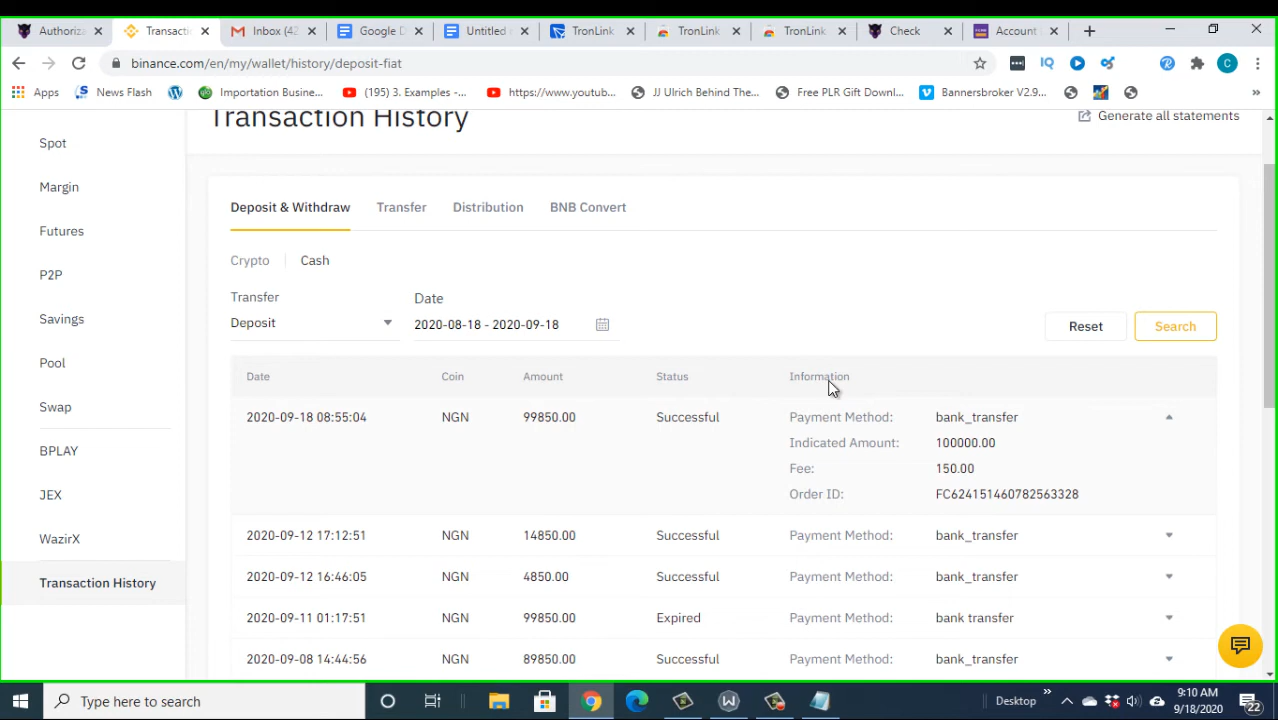 Authoriza
Transacti
Inbox (42
Google D
Untitled
TronLink
TronLink
TronLink
Check
Account
binance.com/en/my/wallet/history/deposit-fiat
IQ
C
Apps
News Flash
Importation Busine...
(195) 3. Examples -...
https://www.youtub...
JJ Ulrich Behind The...
Free PLR Gift Downl...
Bannersbroker V2.9...
Transaction History
Generate all statements
Spot
Margin
Futures
P2P
Savings
Pool
Swap
BPLAY
JEX
WazirX
Transaction History
Deposit & Withdraw
Transfer
Distribution
BNB Convert
Crypto
Cash
Transfer
Date
Deposit
2020-08-18 - 2020-09-18
Reset
Search
Date Coin Amount Status Information
2020-09-18 08:55:04 NGN 99850.00 Successful Payment Method: bank_transfer
Indicated Amount: 100000.00
Fee: 150.00
Order ID: FC624151460782563328
2020-09-12 17:12:51 NGN 14850.00 Successful Payment Method: bank_transfer
2020-09-12 16:46:05 NGN 4850.00 Successful Payment Method: bank_transfer
2020-09-11 01:17:51 NGN 99850.00 Expired Payment Method: bank transfer
2020-09-08 14:44:56 NGN 89850.00 Successful Payment Method: bank_transfer
Type here to search
Desktop
9:10 AM
9/18/2020
22